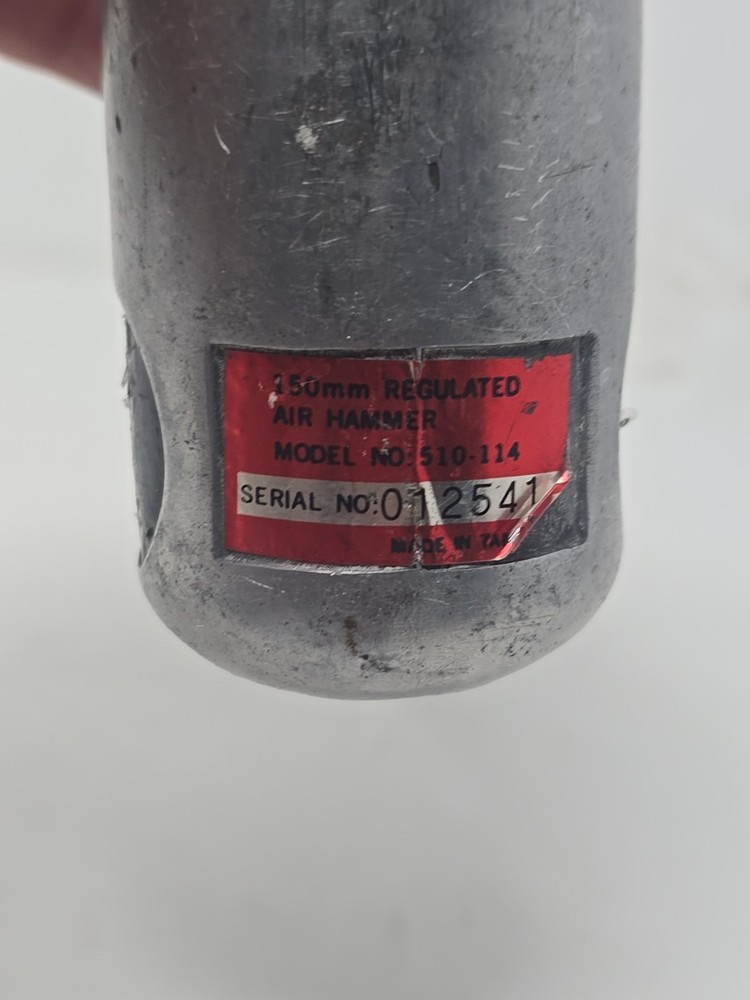 150mm REGULATED
AIR HAMMER
MODEL NO: 510-114
SERIAL NO: 012541
MADE IN